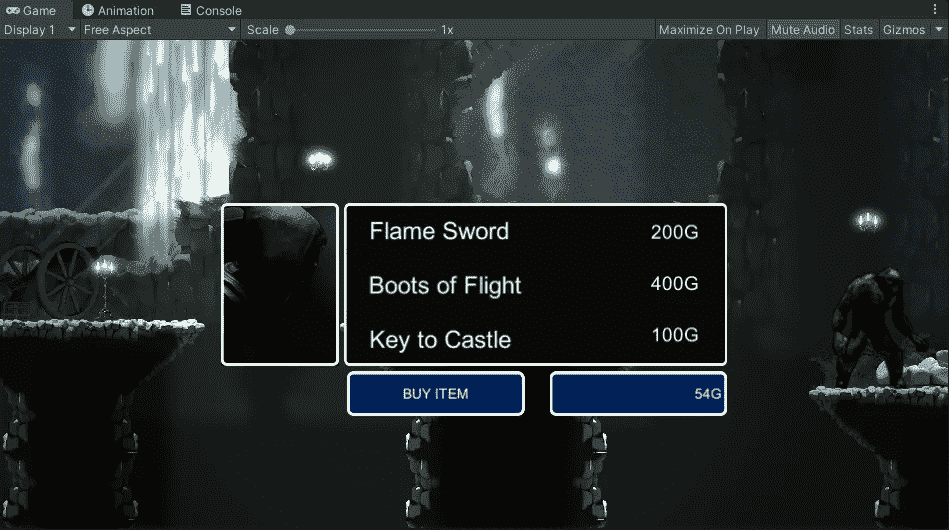 Game Animation Console
Display 1 Free Aspect Scale 1x Maximize On Play Mute Audio Stats Gizmos
Flame Sword 200G
Boots of Flight 400G
Key to Castle 100G
BUY ITEM 54G